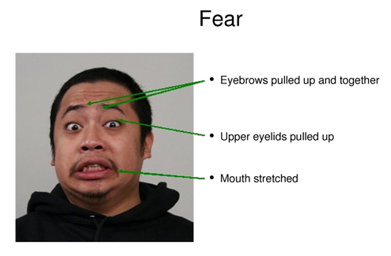 Fear
Eyebrows pulled up and together
Upper eyelids pulled up
Mouth stretched